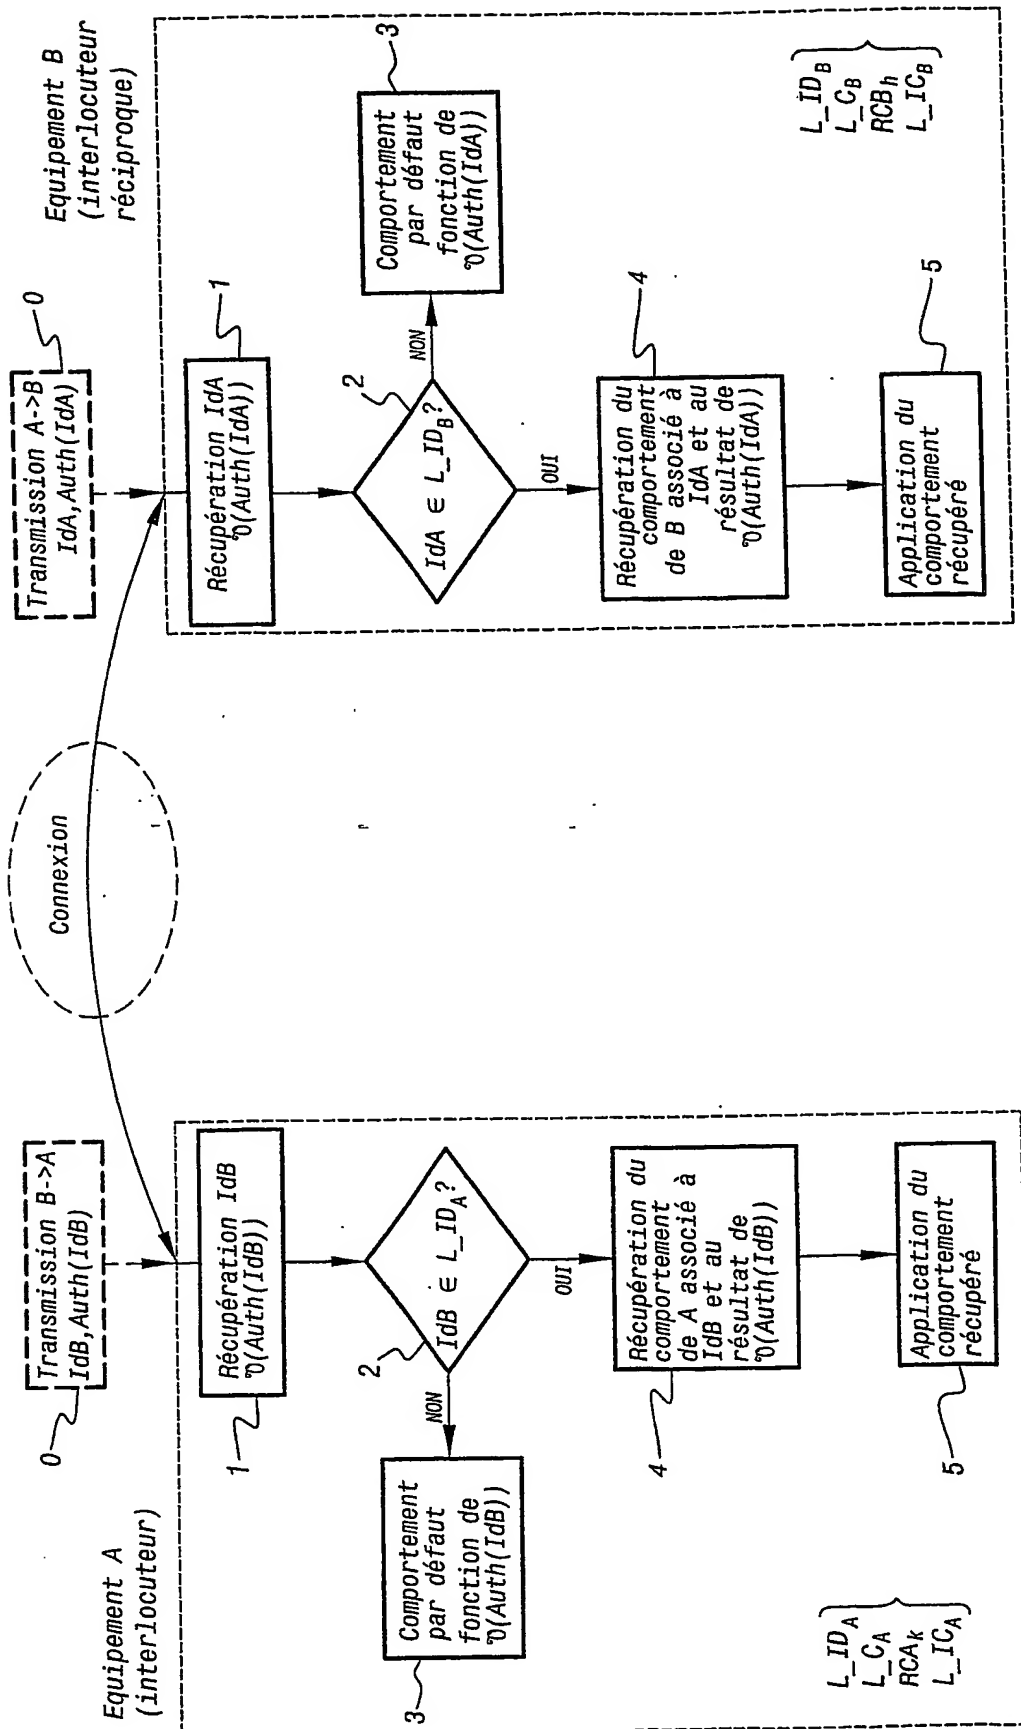 Equipement A
(interlocuteur)
0
Transmission B->A
IdB,Auth(IdB)
1
Récupération IdB
𝒱(Auth(IdB))
2
IdB ∈ L_ID_A?
NON
OUI
3
Comportement
par défaut
fonction de
𝒱(Auth(IdB))
4
Récupération du
comportement
de A associé à
IdB et au
résultat de
𝒱(Auth(IdB))
5
Application du
comportement
récupéré
L_ID_A
L_C_A
RCA_k
L_IC_A
Connexion
Equipement B
(interlocuteur
réciproque)
0
Transmission A->B
IdA,Auth(IdA)
1
Récupération IdA
𝒱(Auth(IdA))
2
IdA ∈ L_ID_B?
NON
OUI
3
Comportement
par défaut
fonction de
𝒱(Auth(IdA))
4
Récupération du
comportement
de B associé à
IdA et au
résultat de
𝒱(Auth(IdA))
5
Application du
comportement
récupéré
L_ID_B
L_C_B
RCB_h
L_IC_B